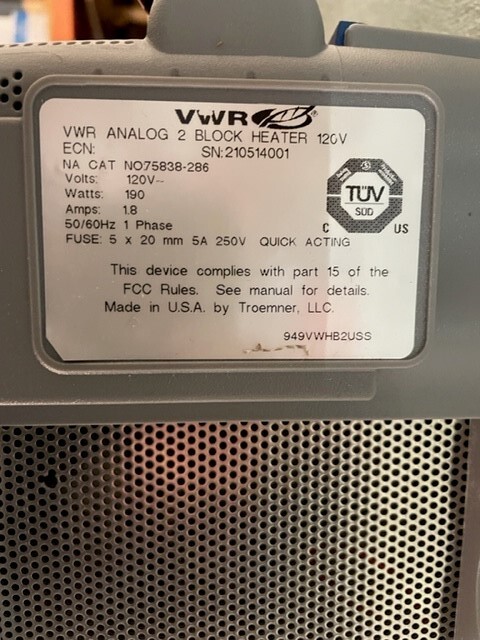 VWR®
VWR ANALOG 2 BLOCK HEATER 120V
ECN: SN:210514001
NA CAT NO75838-286
Volts: 120V~
Watts: 190
Amps: 1.8
50/60Hz 1 Phase
FUSE: 5 x 20 mm 5A 250V QUICK ACTING
TÜV
SÜD
C US
This device complies with part 15 of the
FCC Rules. See manual for details.
Made in U.S.A. by Troemner, LLC.
949VWHB2USS